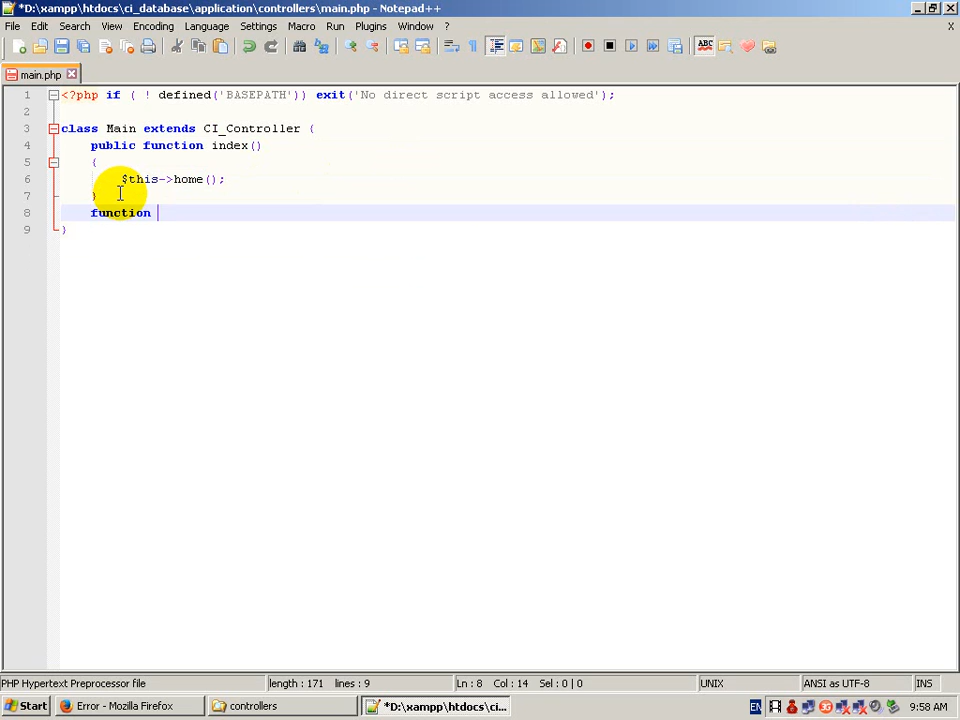 *D:\xampp\htdocs\ci_database\application\controllers\main.php - Notepad++
File Edit Search View Encoding Language Settings Macro Run Plugins Window ? X
main.php
1 <?php if ( ! defined('BASEPATH')) exit('No direct script access allowed');
2
3 class Main extends CI_Controller {
4 public function index()
5 {
6 $this->home();
7 }
8 function
9 }
PHP Hypertext Preprocessor file length : 171 lines : 9 Ln : 8 Col : 14 Sel : 0 | 0 UNIX ANSI as UTF-8 INS
Start Error - Mozilla Firefox controllers *D:\xampp\htdocs\ci... EN 9:58 AM